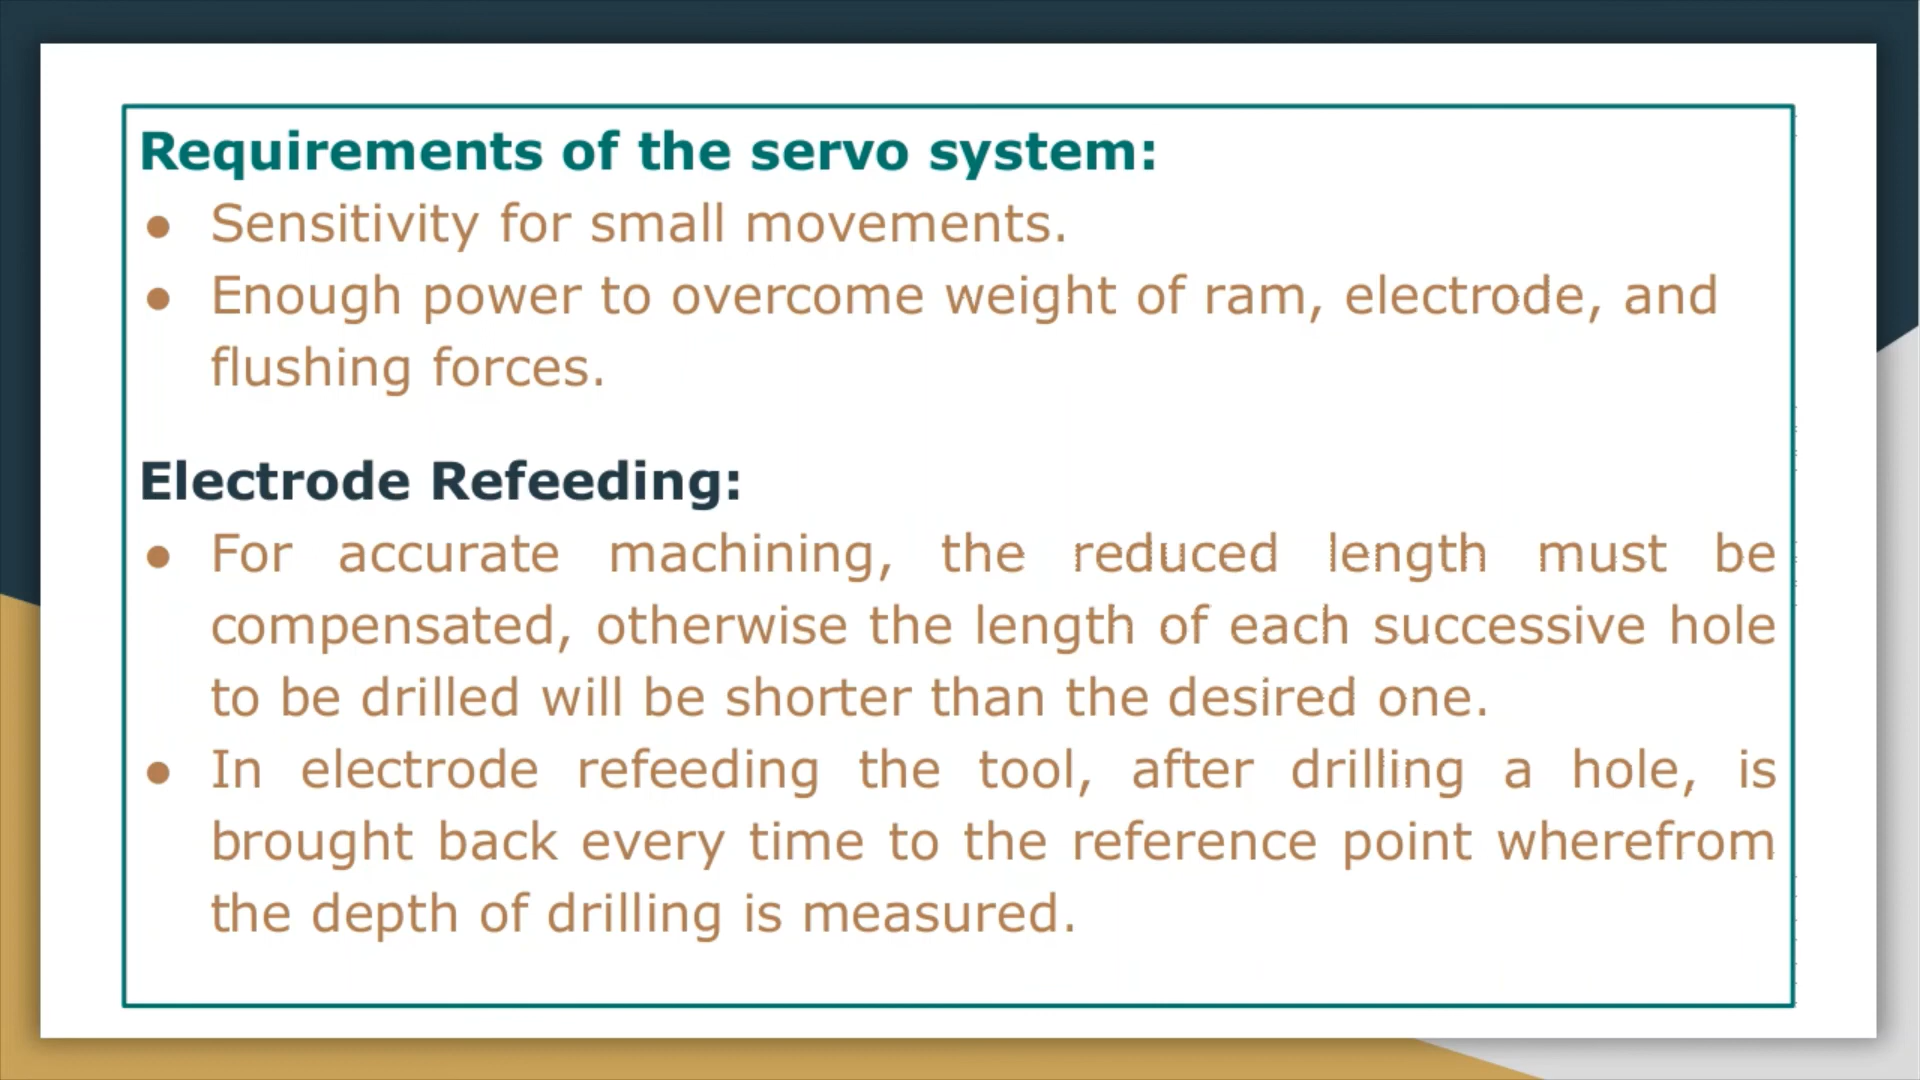 Requirements of the servo system:
● Sensitivity for small movements.
● Enough power to overcome weight of ram, electrode, and
flushing forces.
Electrode Refeeding:
● For accurate machining, the reduced length must be
compensated, otherwise the length of each successive hole
to be drilled will be shorter than the desired one.
● In electrode refeeding the tool, after drilling a hole, is
brought back every time to the reference point wherefrom
the depth of drilling is measured.